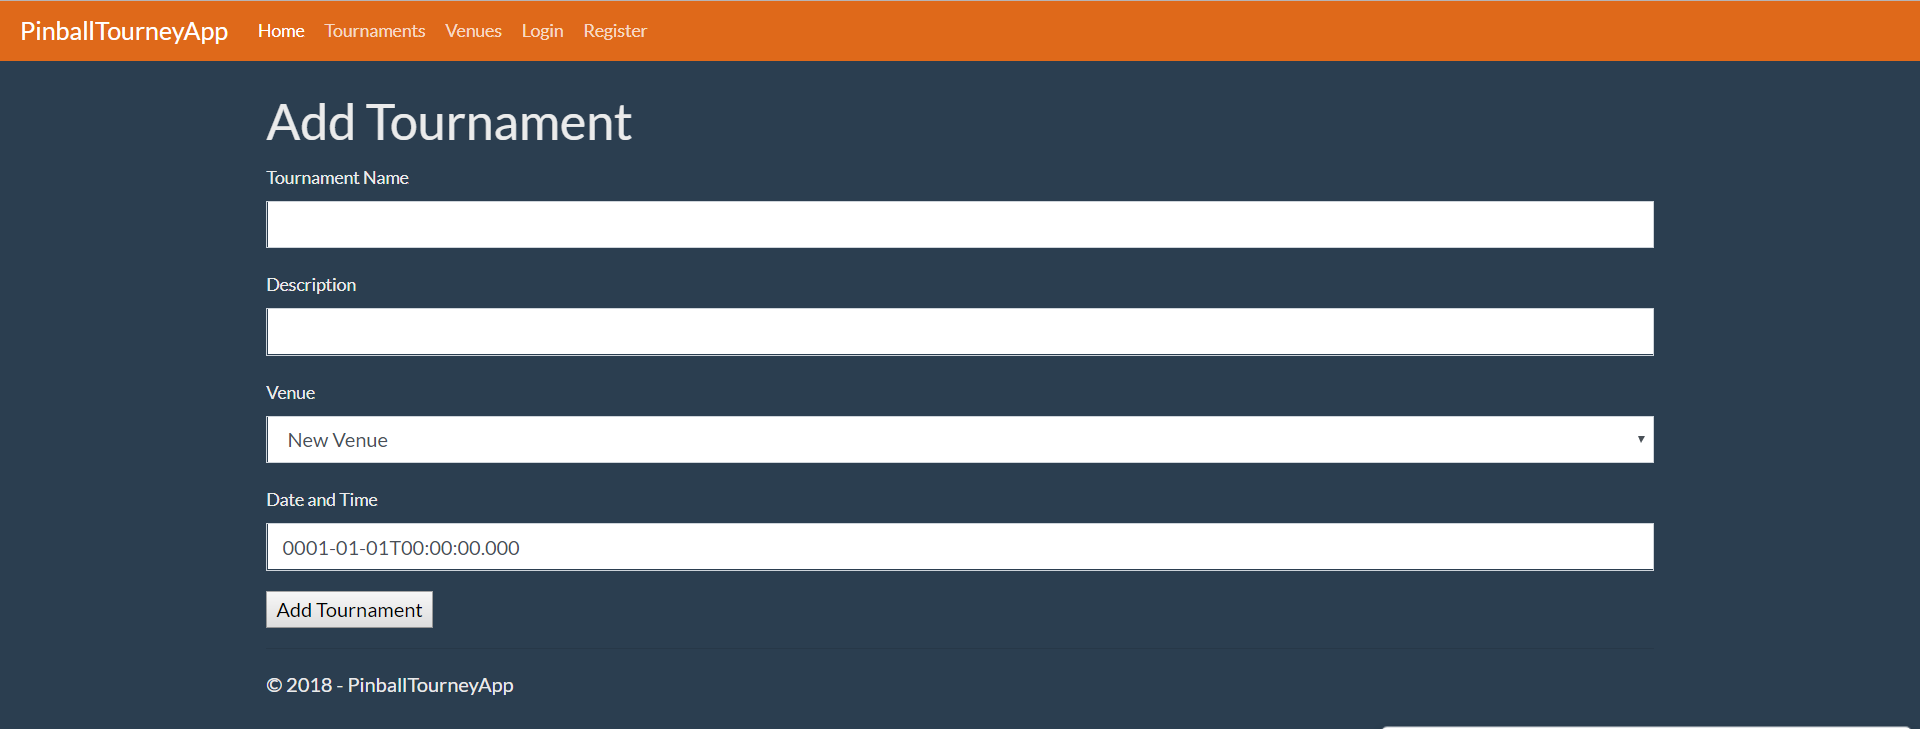 PinballTourneyApp Home Tournaments Venues Login Register
Add Tournament
Tournament Name
Description
Venue
New Venue
Date and Time
0001-01-01T00:00:00.000
Add Tournament
© 2018 - PinballTourneyApp